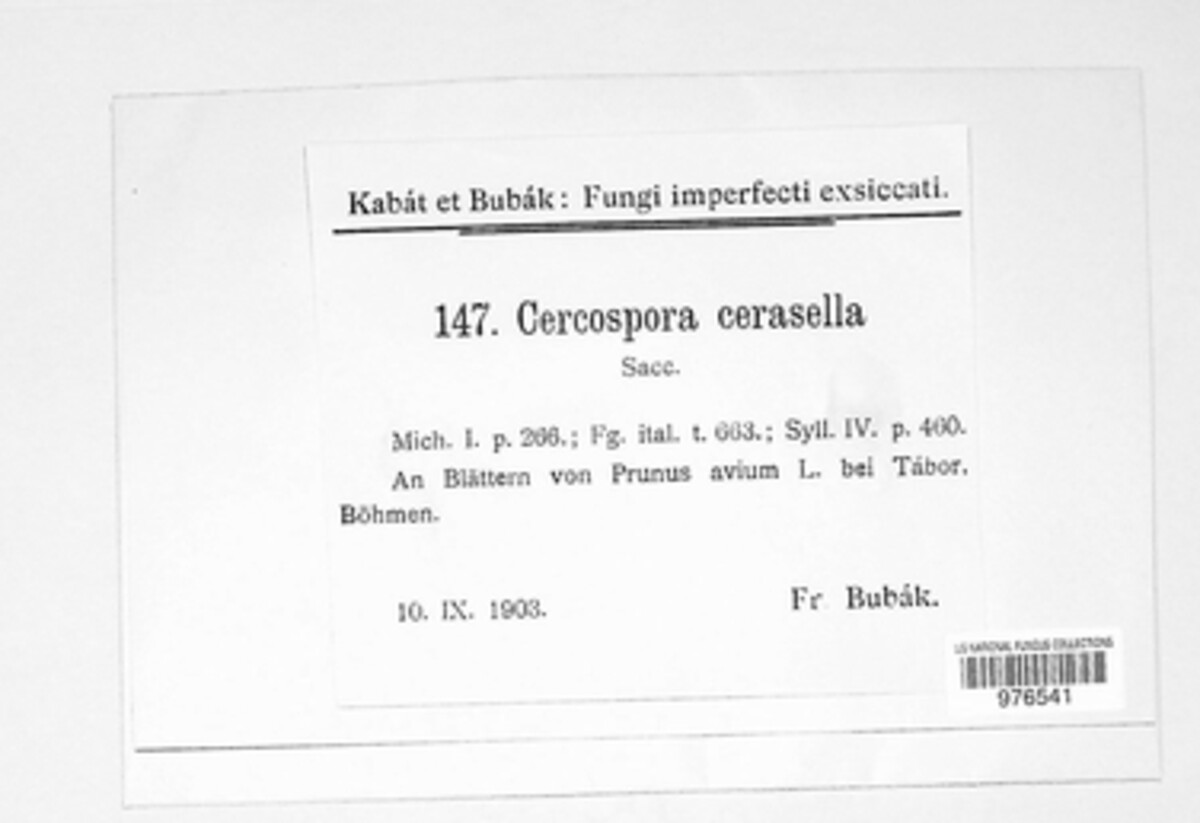 Kabát et Bubák: Fungi imperfecti exsiccati.
147. Cercospora cerasella
Sacc.
Mich. I. p. 266.; Fg. ital. t. 663.; Syll. IV. p. 460.
An Blättern von Prunus avium L. bei Tábor.
Böhmen.
10. IX. 1903.
Fr Bubák.
US NATIONAL FUNGUS COLLECTIONS
976541